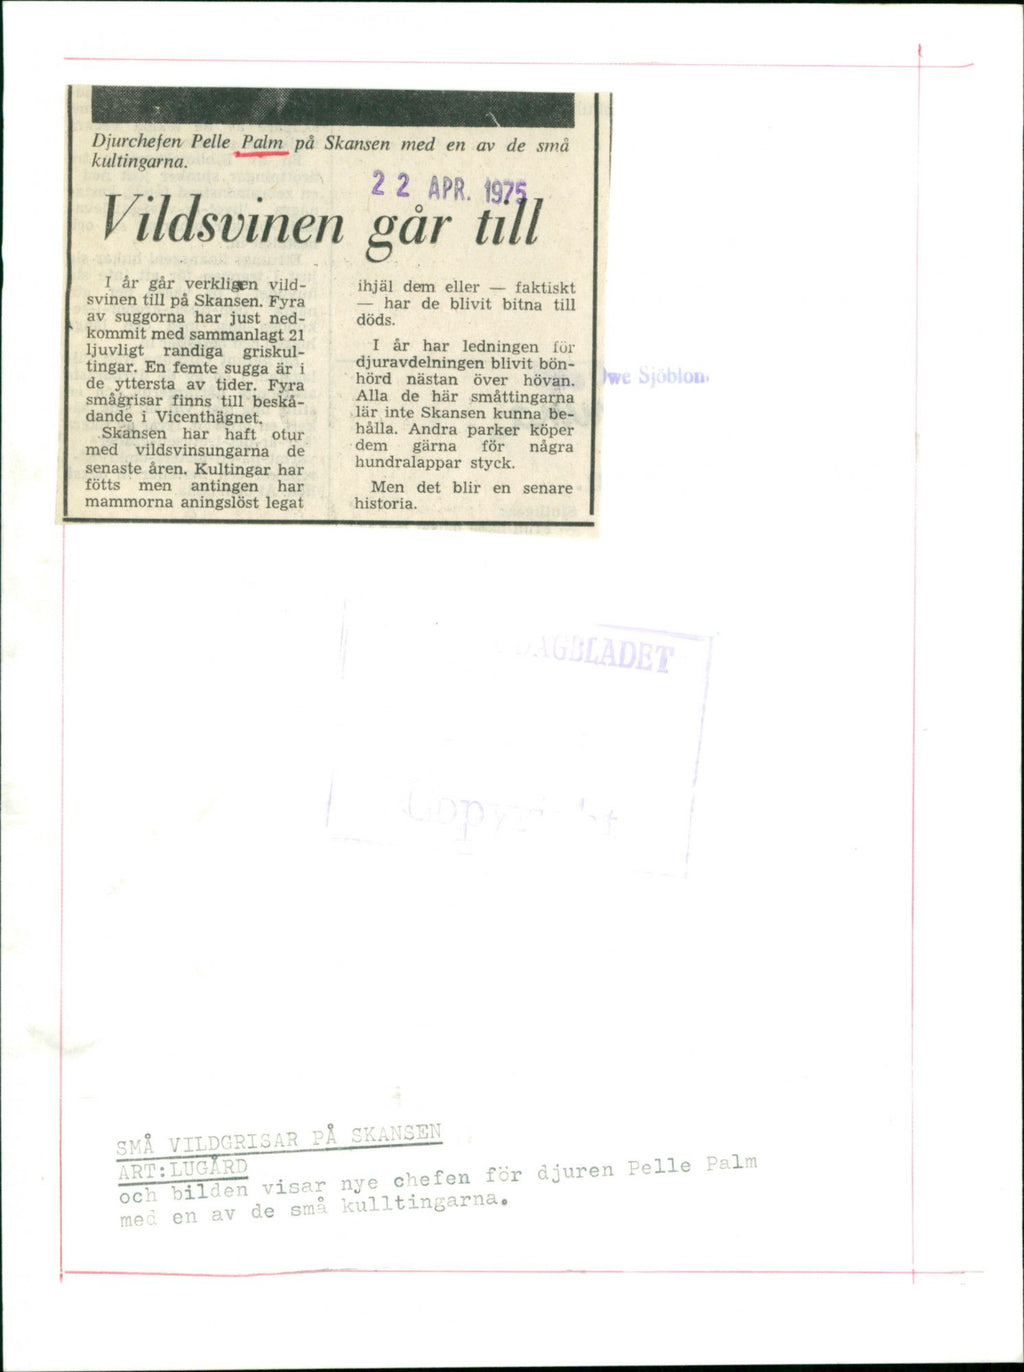 Djurchefen Pelle Palm på Skansen med en av de små
kultingarna.
22 APR. 1975
Vildsvinen går till
I år går verkligen vild-
svinen till på Skansen. Fyra
av suggorna har just ned-
kommit med sammanlagt 21
ljuvligt randiga griskul-
tingar. En femte sugga är i
de yttersta av tider. Fyra
smågrisar finns till beskå-
dande i Vicenthägnet.
Skansen har haft otur
med vildsvinsungarna de
senaste åren. Kultingar har
fötts men antingen har
mammorna aningslöst legat
ihjäl dem eller — faktiskt
— har de blivit bitna till
döds.
I år har ledningen för
djuravdelningen blivit bön-
hörd nästan över hövan.
Alla de här småttingarna
lär inte Skansen kunna be-
hålla. Andra parker köper
dem gärna för några
hundralappar styck.
Men det blir en senare
historia.
Owe Sjöblom
DAGBLADET
SMÅ VILDGRISAR PÅ SKANSEN
ART:LUGÅRD
och bilden visar nye chefen för djuren Pelle Palm
med en av de små kulltingarna.